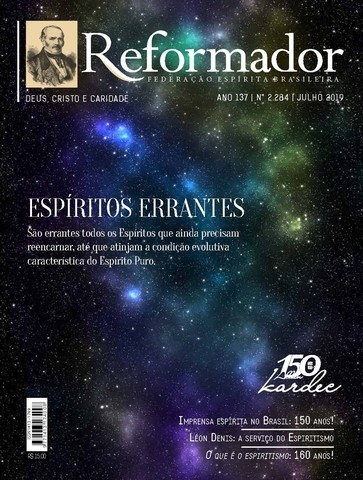 Reformador
FEDERAÇÃO ESPÍRITA BRASILEIRA
DEUS, CRISTO E CARIDADE
ANO 137 | Nº 2.284 | JULHO 2019
ESPÍRITOS ERRANTES
São errantes todos os Espíritos que ainda precisam
reencarnar, até que atinjam a condição evolutiva
característica do Espírito Puro.
150
kardec
IMPRENSA ESPÍRITA NO BRASIL: 150 ANOS!
LÉON DENIS: A SERVIÇO DO ESPIRITISMO
O QUE É O ESPIRITISMO: 160 ANOS!
R$ 15,00